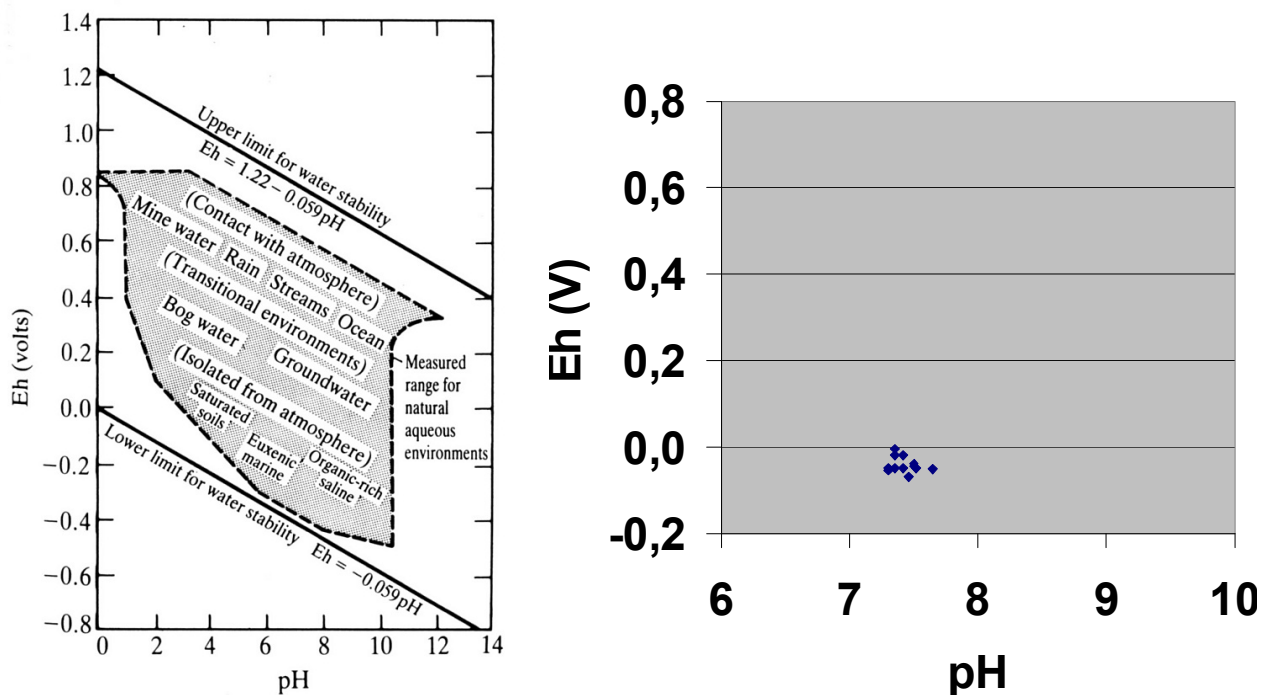 1.4
1.2
1.0
0.8
0.6
0.4
0.2
0.0
−0.2
−0.4
−0.6
−0.8
Eh (volts)
0
2
4
6
8
10
12
14
pH
Upper limit for water stability
Eh = 1.22−0.059pH
(Contact with atmosphere)
Mine water Rain Streams Ocean
(Transitional environments)
Bog water Groundwater
(Isolated from atmosphere)
Saturated
soils
Euxenic
marine
Organic-rich
saline
Measured
range for
natural
aqueous
environments
Lower limit for water stability Eh = −0.059pH
0,8
0,6
0,4
0,2
0,0
-0,2
Eh (V)
6
7
8
9
10
pH